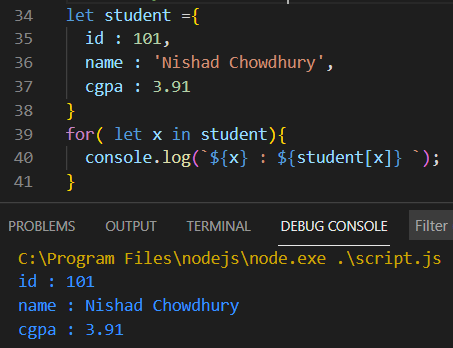 34 let student ={
35 id : 101,
36 name : 'Nishad Chowdhury',
37 cgpa : 3.91
38 }
39 for( let x in student){
40 console.log(`${x} : ${student[x]} `);
41 }
PROBLEMS OUTPUT TERMINAL DEBUG CONSOLE Filter
C:\Program Files\nodejs\node.exe .\script.js
id : 101
name : Nishad Chowdhury
cgpa : 3.91